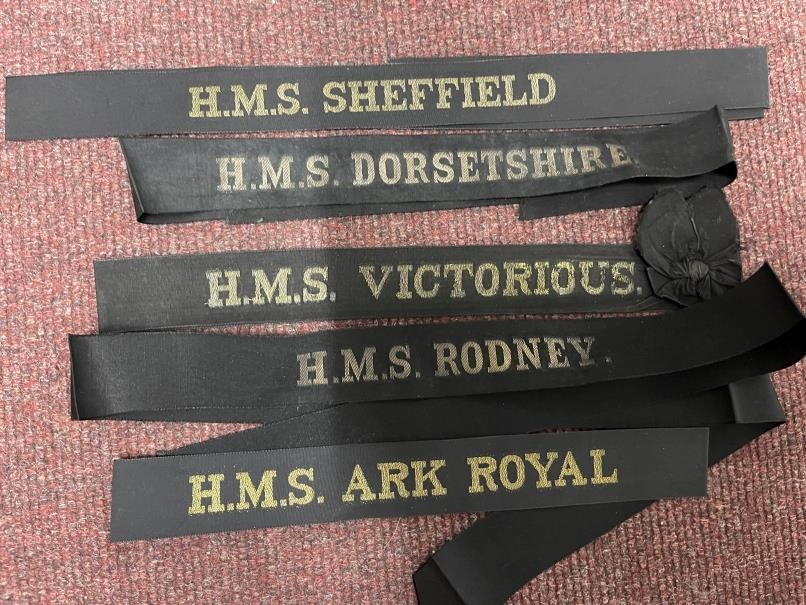 H.M.S. SHEFFIELD
H.M.S. DORSETSHIRE.
H.M.S. VICTORIOUS.
H.M.S. RODNEY.
H.M.S. ARK ROYAL